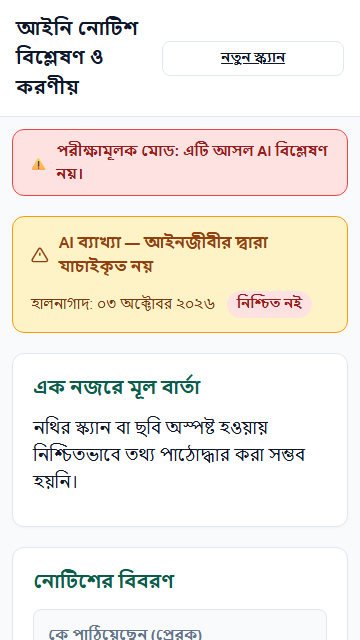 আইনি নোটিশ
বিশ্লেষণ ও
করণীয়
নতুন স্ক্যান
পরীক্ষামূলক মোড: এটি আসল AI বিশ্লেষণ
নয়।
AI ব্যাখ্যা — আইনজীবীর দ্বারা
যাচাইকৃত নয়
হালনাগাদ: ০৩ অক্টোবর ২০২৬
নিশ্চিত নই
এক নজরে মূল বার্তা
নথির স্ক্যান বা ছবি অস্পষ্ট হওয়ায়
নিশ্চিতভাবে তথ্য পাঠোদ্ধার করা সম্ভব
হয়নি।
নোটিশের বিবরণ
কে পাঠিয়েছেন (প্রেরক)